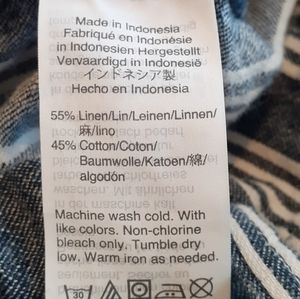 Made in Indonesia
Fabriqué en Indonésie
in Indonesien Hergestellt
Vervaardigd in Indonesië
インドネシア製
Hecho en Indonesia
55% Linen/Lin/Leinen/Linnen/
麻/lino
45% Cotton/Coton/
Baumwolle/Katoen/綿/
algodón
Machine wash cold. With
like colors. Non-chlorine
bleach only. Tumble dry
low. Warm iron as needed.
30